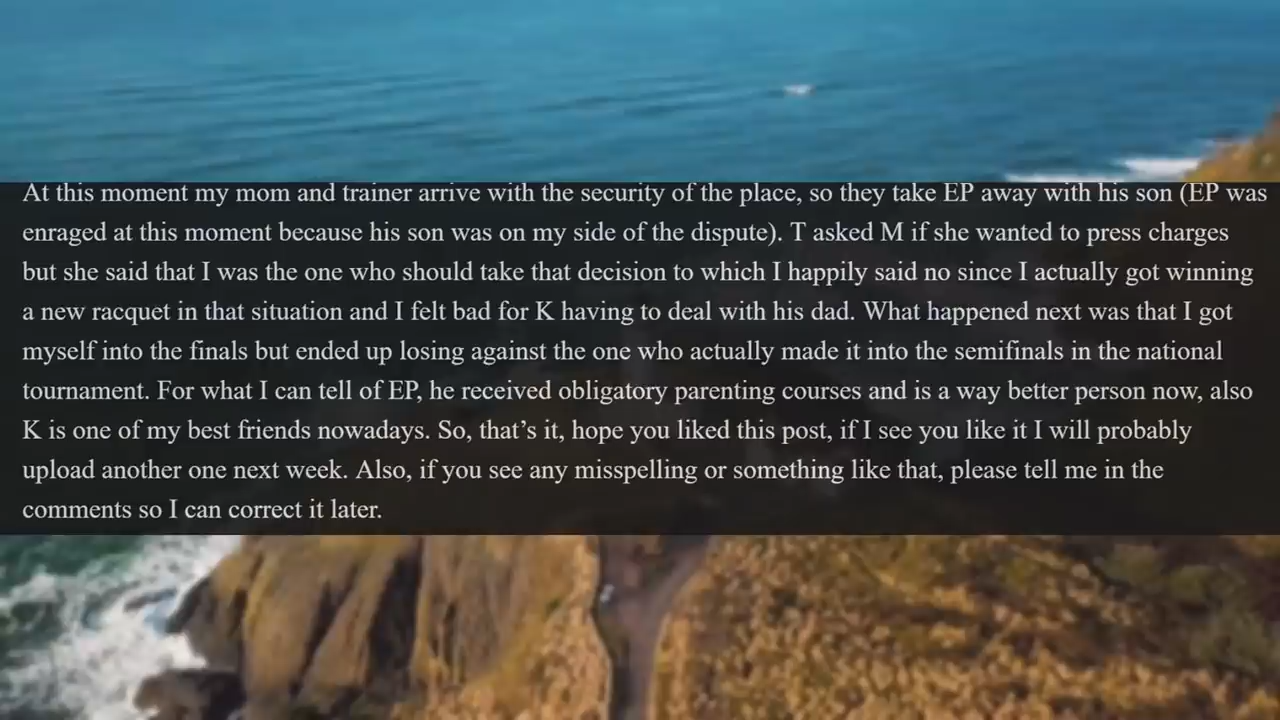 At this moment my mom and trainer arrive with the security of the place, so they take EP away with his son (EP was
enraged at this moment because his son was on my side of the dispute). T asked M if she wanted to press charges
but she said that I was the one who should take that decision to which I happily said no since I actually got winning
a new racquet in that situation and I felt bad for K having to deal with his dad. What happened next was that I got
myself into the finals but ended up losing against the one who actually made it into the semifinals in the national
tournament. For what I can tell of EP, he received obligatory parenting courses and is a way better person now, also
K is one of my best friends nowadays. So, that’s it, hope you liked this post, if I see you like it I will probably
upload another one next week. Also, if you see any misspelling or something like that, please tell me in the
comments so I can correct it later.